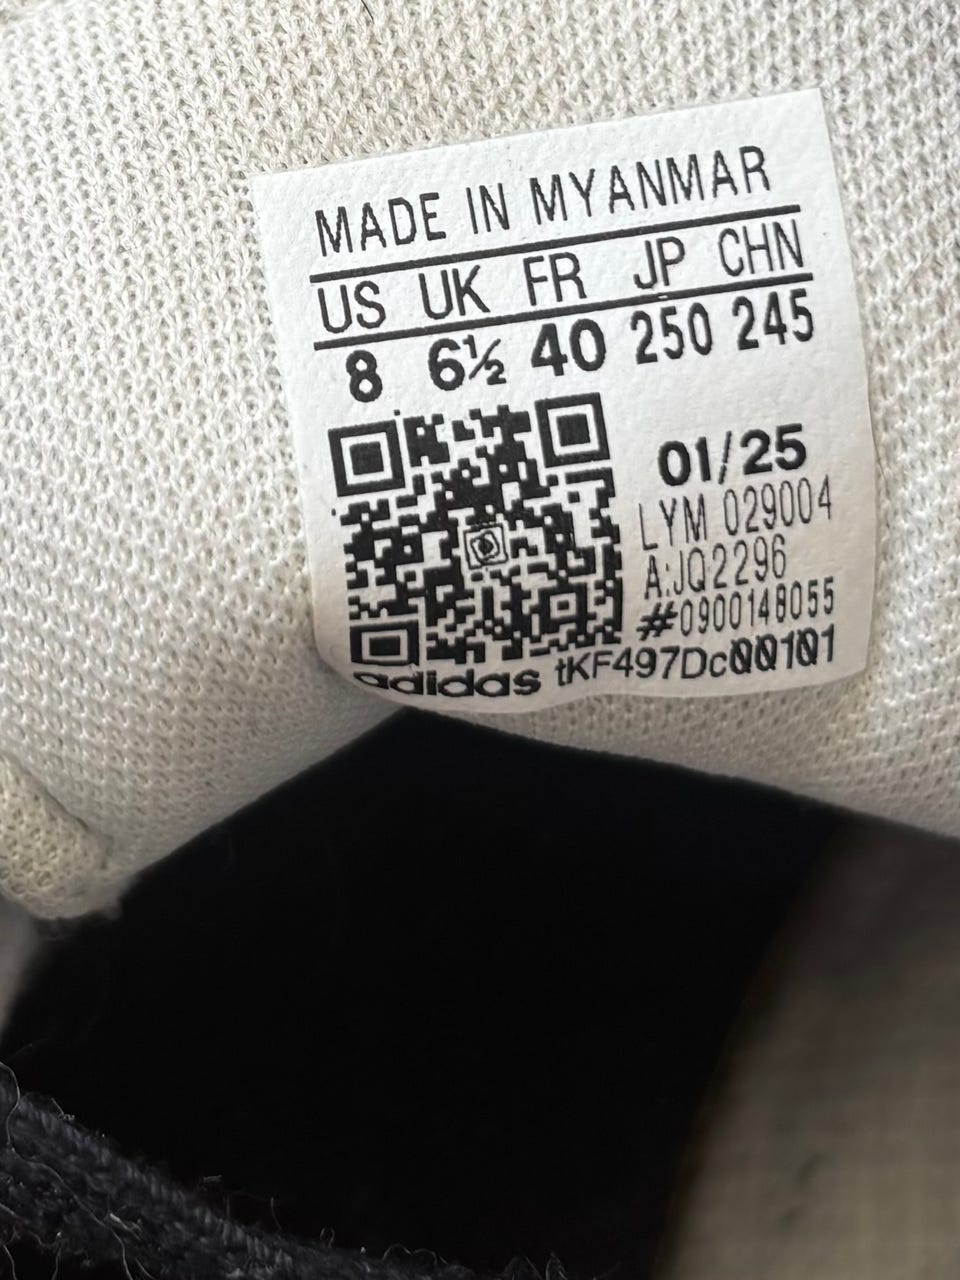 MADE IN MYANMAR
US UK FR JP CHN
8 6½ 40 250 245
01/25
LYM 029004
A:JQ2296
#0900148055
adidas tKF497Dc00101